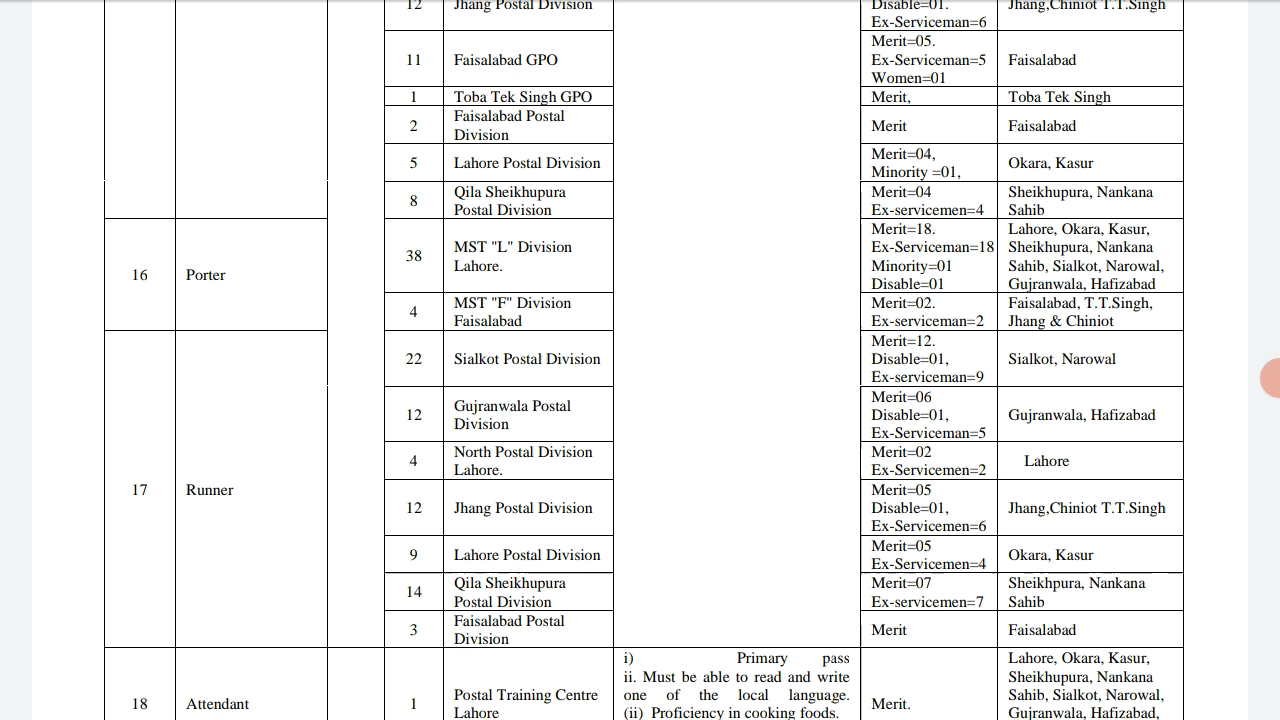 12 Jhang Postal Division Disable=01. Jhang,Chiniot T.T.Singh
Ex-Serviceman=6
Merit=05.
11 Faisalabad GPO Ex-Serviceman=5 Faisalabad
Women=01
1 Toba Tek Singh GPO Merit, Toba Tek Singh
Faisalabad Postal
2 Merit Faisalabad
Division
Merit=04,
5 Lahore Postal Division Okara, Kasur
Minority =01,
Qila Sheikhupura Merit=04 Sheikhupura, Nankana
8
Postal Division Ex-servicemen=4 Sahib
Merit=18. Lahore, Okara, Kasur,
MST "L" Division Ex-Serviceman=18 Sheikhupura, Nankana
38
Lahore. Minority=01 Sahib, Sialkot, Narowal,
16 Porter
Disable=01 Gujranwala, Hafizabad
MST "F" Division Merit=02. Faisalabad, T.T.Singh,
4
Faisalabad Ex-serviceman=2 Jhang & Chiniot
Merit=12.
22 Sialkot Postal Division Disable=01, Sialkot, Narowal
Ex-serviceman=9
Merit=06
Gujranwala Postal
12 Disable=01, Gujranwala, Hafizabad
Division
Ex-Serviceman=5
North Postal Division Merit=02
4 Lahore
Lahore. Ex-Servicemen=2
17 Runner
Merit=05
12 Jhang Postal Division Disable=01, Jhang,Chiniot T.T.Singh
Ex-Servicemen=6
Merit=05
9 Lahore Postal Division Okara, Kasur
Ex-Servicemen=4
Qila Sheikhupura Merit=07 Sheikhpura, Nankana
14
Postal Division Ex-servicemen=7 Sahib
Faisalabad Postal
3 Merit Faisalabad
Division
i) Primary pass Lahore, Okara, Kasur,
ii. Must be able to read and write Sheikhupura, Nankana
Postal Training Centre one of the local language. Sahib, Sialkot, Narowal,
18 Attendant 1 Merit.
Lahore (ii) Proficiency in cooking foods. Gujranwala, Hafizabad,